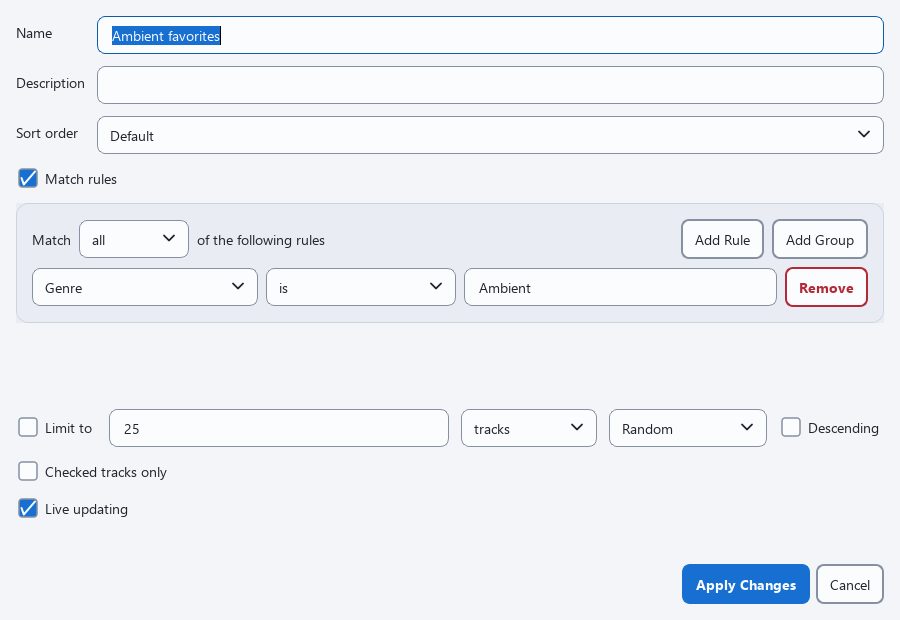 Name Ambient favorites
Description
Sort order Default
Match rules
Match all of the following rules Add Rule Add Group
Genre is Ambient Remove
Limit to 25 tracks Random Descending
Checked tracks only
Live updating
Apply Changes Cancel